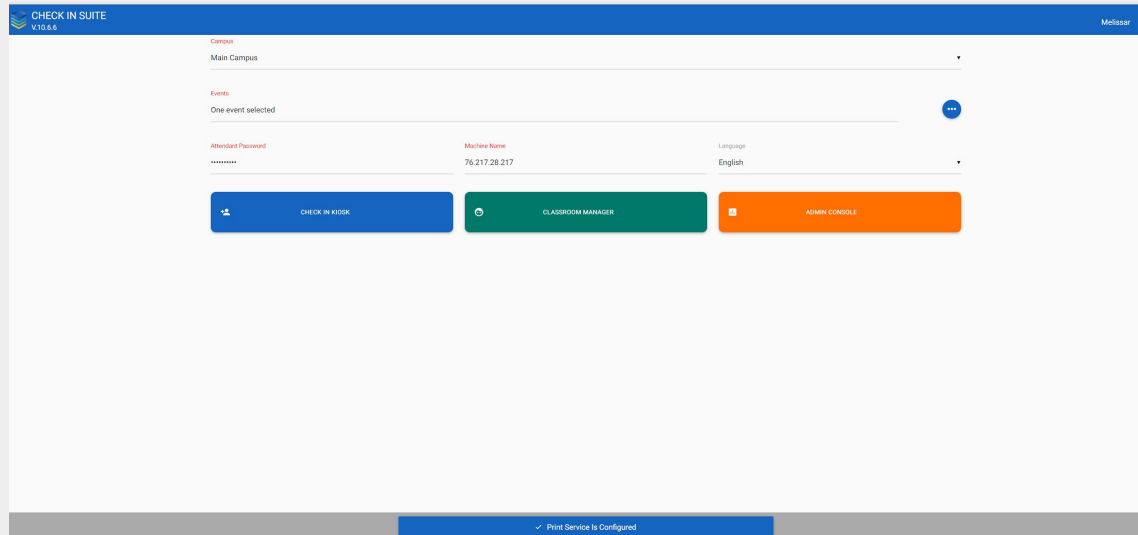 CHECK IN SUITE
V.10.6.6
Melissar
Campus
Main Campus
Events
One event selected
Attendant Password
••••••••••
Machine Name
76.217.28.217
Language
English
CHECK IN KIOSK
CLASSROOM MANAGER
ADMIN CONSOLE
Print Service Is Configured